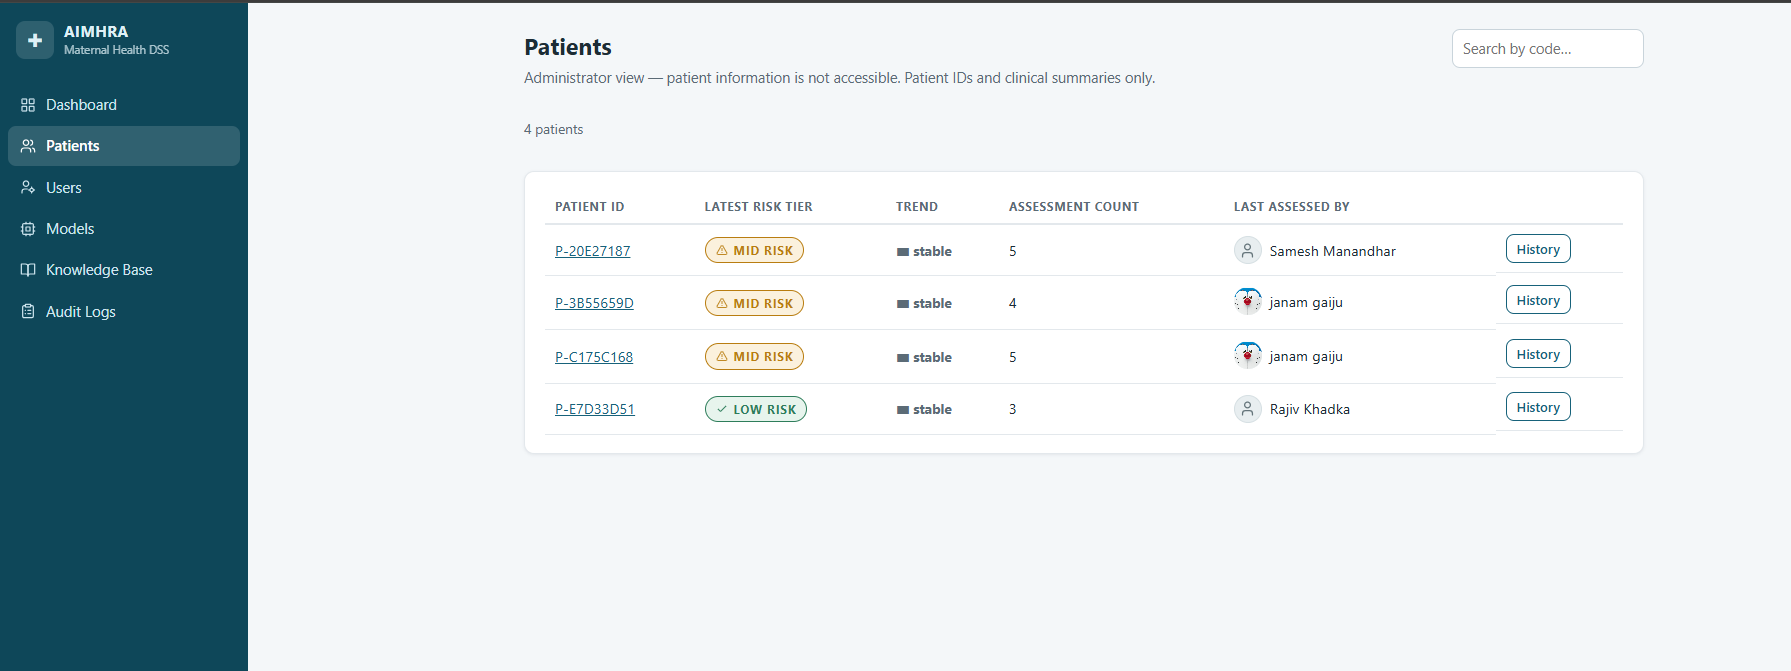 AIMHRA
Maternal Health DSS
Dashboard
Patients
Users
Models
Knowledge Base
Audit Logs
Patients
Administrator view — patient information is not accessible. Patient IDs and clinical summaries only.
Search by code...
4 patients
PATIENT ID LATEST RISK TIER TREND ASSESSMENT COUNT LAST ASSESSED BY
P-20E27187 MID RISK stable 5 Samesh Manandhar History
P-3B55659D MID RISK stable 4 janam gaiju History
P-C175C168 MID RISK stable 5 janam gaiju History
P-E7D33D51 LOW RISK stable 3 Rajiv Khadka History